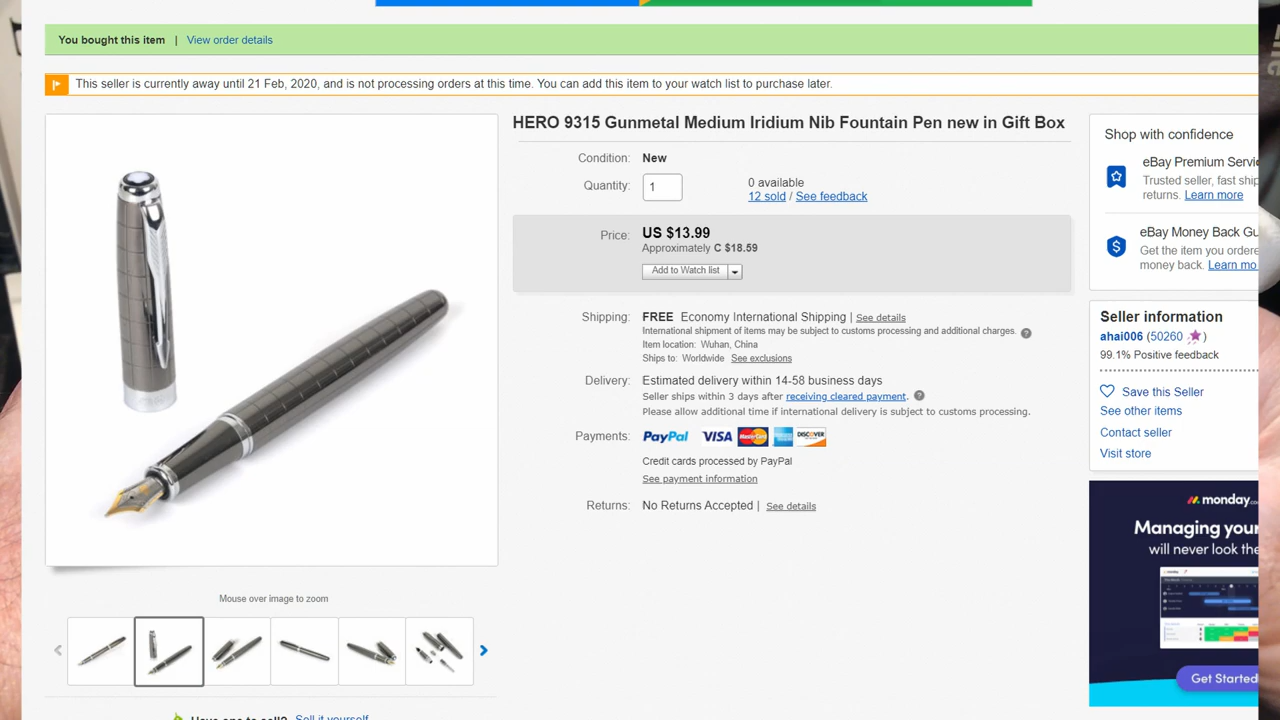 You bought this item | View order details
This seller is currently away until 21 Feb, 2020, and is not processing orders at this time. You can add this item to your watch list to purchase later.
HERO 9315 Gunmetal Medium Iridium Nib Fountain Pen new in Gift Box
Condition: New
Quantity: 1
0 available
12 sold / See feedback
Price: US $13.99
Approximately C $18.59
Add to Watch list
Shipping: FREE Economy International Shipping | See details
International shipment of items may be subject to customs processing and additional charges.
Item location: Wuhan, China
Ships to: Worldwide See exclusions
Delivery: Estimated delivery within 14-58 business days
Seller ships within 3 days after receiving cleared payment.
Please allow additional time if international delivery is subject to customs processing.
Payments: PayPal VISA MasterCard DISCOVER
Credit cards processed by PayPal
See payment information
Returns: No Returns Accepted | See details
Mouse over image to zoom
Have one to sell? Sell it yourself
Shop with confidence
eBay Premium Servi
Trusted seller, fast ship
returns. Learn more
eBay Money Back Gu
Get the item you ordere
money back. Learn mo
Seller information
ahai006 (50260)
99.1% Positive feedback
Save this Seller
See other items
Contact seller
Visit store
monday.co
Managing your
will never look the
Get Started